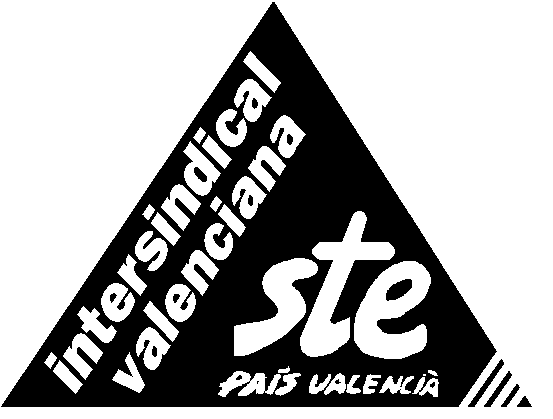 intersindical
valenciana
ste
PAÍS VALENCIÀ